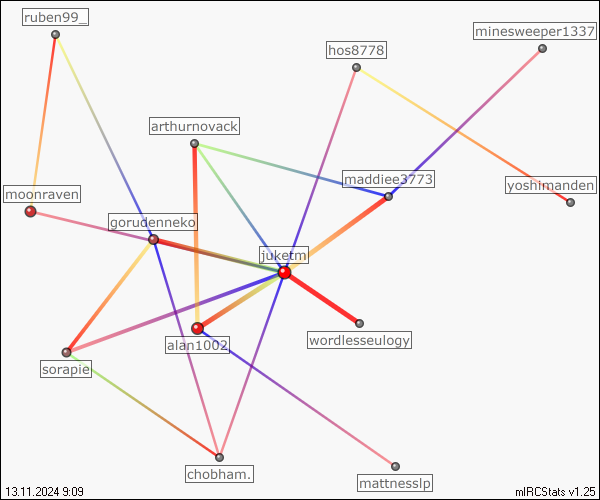 ruben99_
minesweeper1337
hos8778
arthurnovack
maddiee3773
yoshimanden
moonraven
gorudenneko
juketm
wordlesseulogy
alan1002
sorapie
chobham.
mattnesslp
13.11.2024 9:09
mIRCStats v1.25